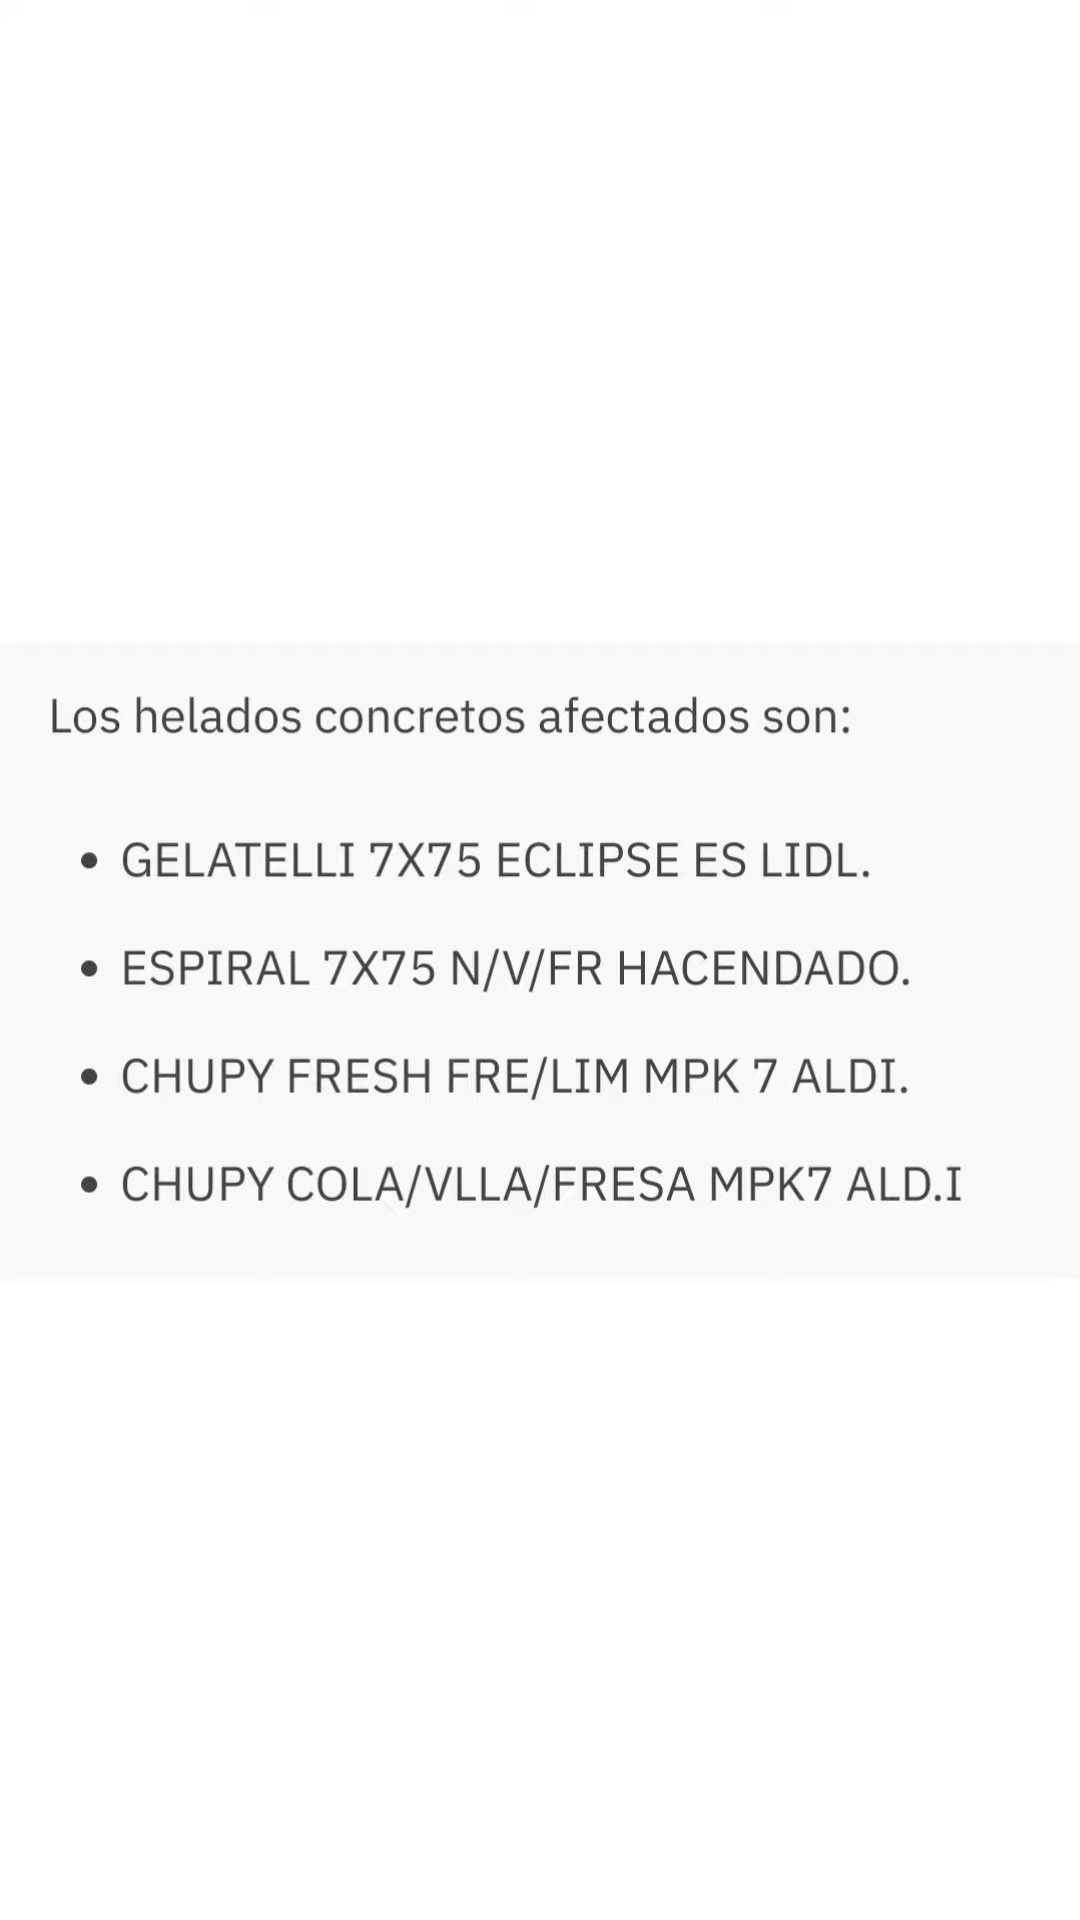 Los helados concretos afectados son:
• GELATELLI 7X75 ECLIPSE ES LIDL.
• ESPIRAL 7X75 N/V/FR HACENDADO.
• CHUPY FRESH FRE/LIM MPK 7 ALDI.
• CHUPY COLA/VLLA/FRESA MPK7 ALD.I